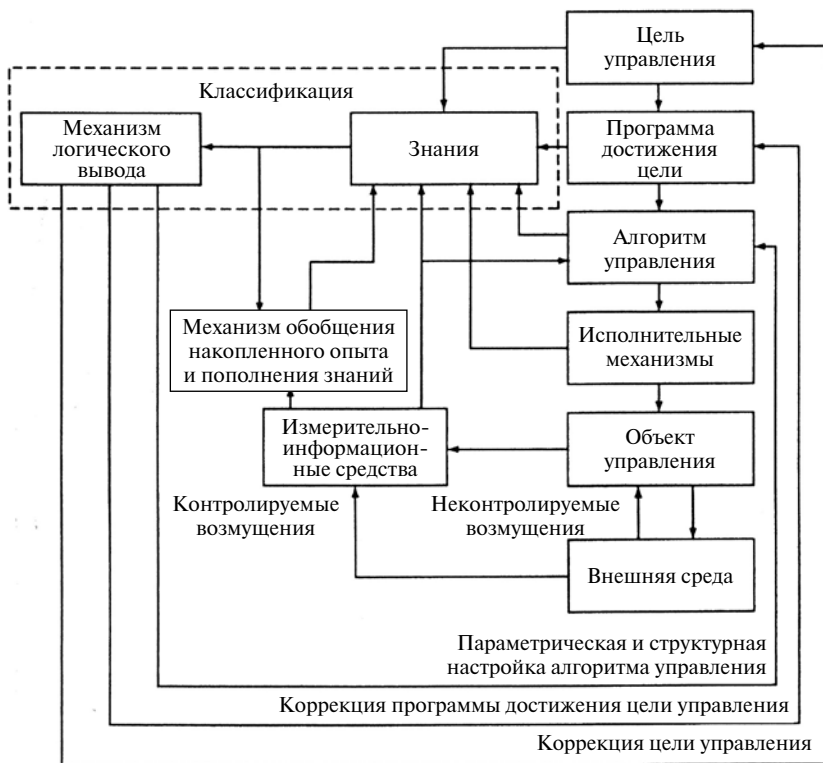 Цель
управления
Классификация
Механизм
логического
вывода
Знания
Программа
достижения
цели
Алгоритм
управления
Механизм обобщения
накопленного опыта
и пополнения знаний
Исполнительные
механизмы
Измерительно-
информацион-
ные средства
Объект
управления
Контролируемые
возмущения
Неконтролируемые
возмущения
Внешняя среда
Параметрическая и структурная
настройка алгоритма управления
Коррекция программы достижения цели управления
Коррекция цели управления